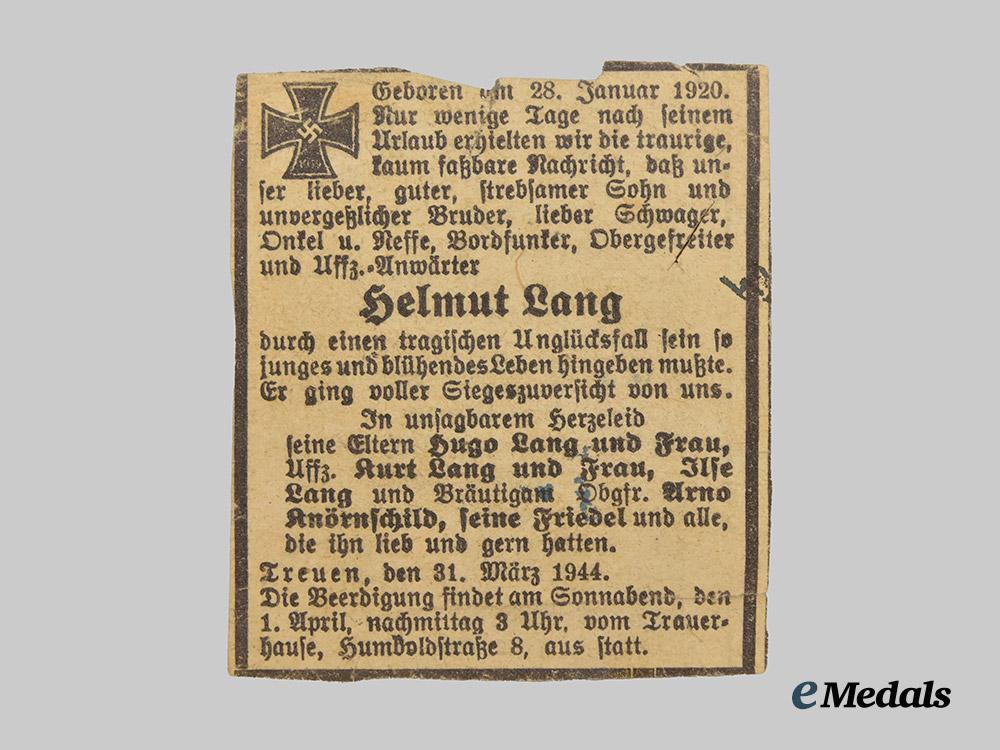 Geboren am 28. Januar 1920.
Nur wenige Tage nach seinem
Urlaub erhielten wir die traurige,
kaum faßbare Nachricht, daß un-
ser lieber, guter, strebsamer Sohn und
unvergeßlicher Bruder, lieber Schwager,
Onkel u. Neffe, Bordfunker, Obergefreiter
und Uffz.-Anwärter
Helmut Lang
durch einen tragischen Unglücksfall sein so
junges und blühendes Leben hingeben mußte.
Er ging voller Siegeszuversicht von uns.
In unsagbarem Herzeleid
seine Eltern Hugo Lang und Frau,
Uffz. Kurt Lang und Frau, Ilse
Lang und Bräutigam Obgfr. Arno
Knörnschild, seine Friedel und alle,
die ihn lieb und gern hatten.
Treuen, den 31. März 1944.
Die Beerdigung findet am Sonnabend, den
1. April, nachmittag 3 Uhr, vom Trauer-
hause, Humboldstraße 8, aus statt.
1939
eMedals